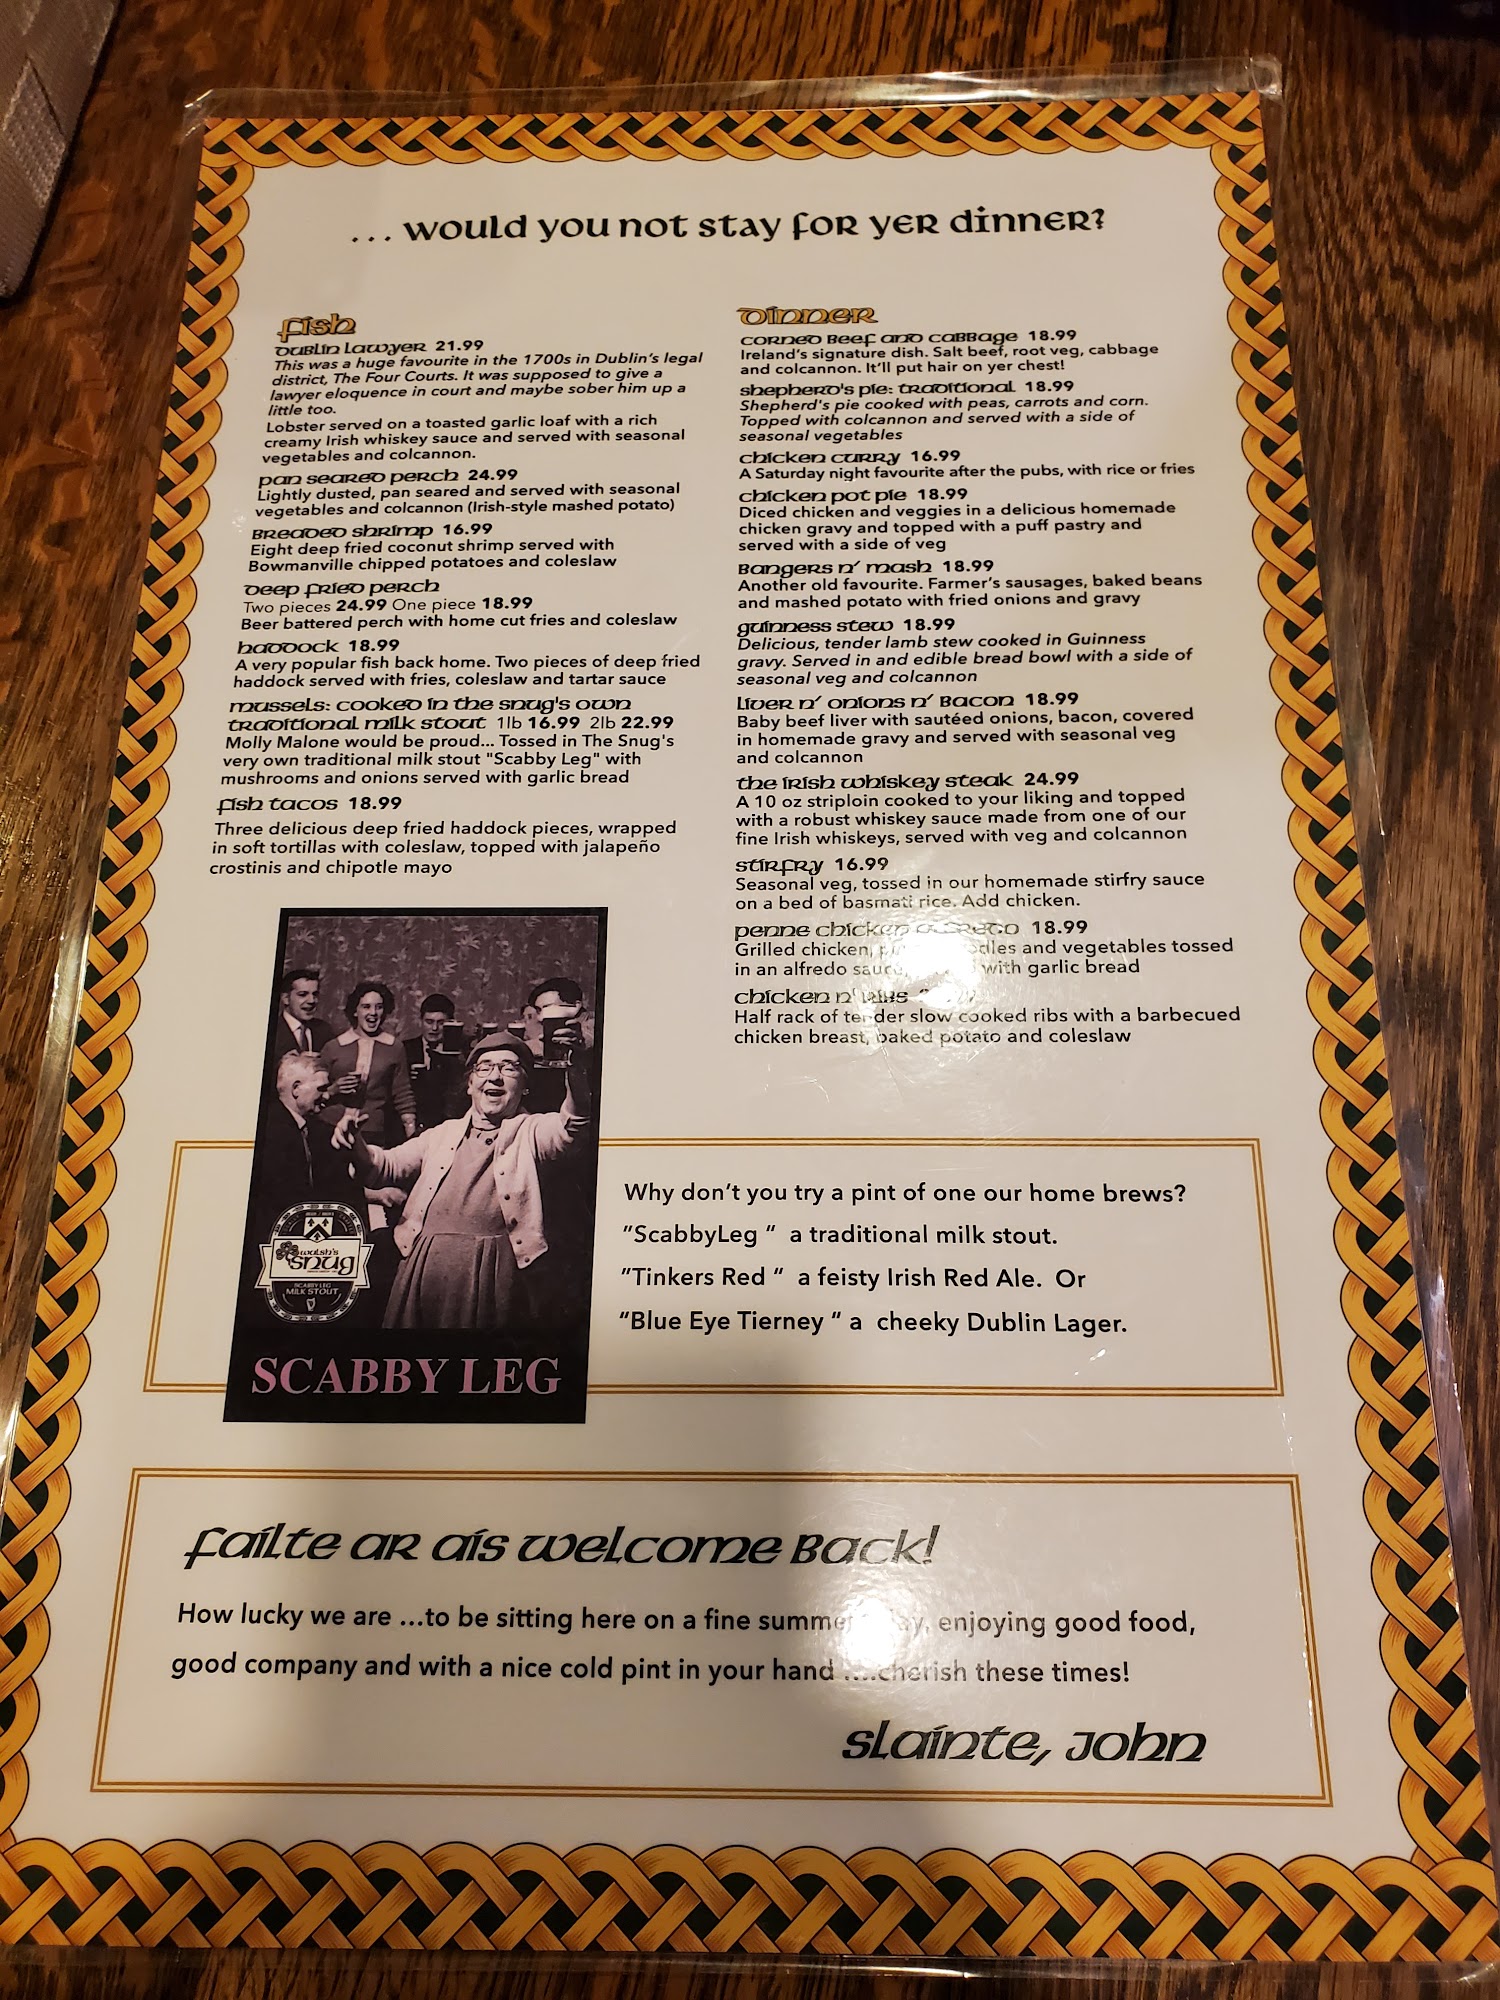 ... Would you not stay for yer dinner?
Fish
Dublin Lawyer 21.99
This was a huge favourite in the 1700s in Dublin's legal
district, The Four Courts. It was supposed to give a
lawyer eloquence in court and maybe sober him up a
little too.
Lobster served on a toasted garlic loaf with a rich
creamy Irish whiskey sauce and served with seasonal
vegetables and colcannon.
Pan Seared Perch 24.99
Lightly dusted, pan seared and served with seasonal
vegetables and colcannon (Irish-style mashed potato)
Breaded Shrimp 16.99
Eight deep fried coconut shrimp served with
Bowmanville chipped potatoes and coleslaw
Deep Fried Perch
Two pieces 24.99 One piece 18.99
Beer battered perch with home cut fries and coleslaw
Haddock 18.99
A very popular fish back home. Two pieces of deep fried
haddock served with fries, coleslaw and tartar sauce
Mussels: Cooked in the Snug's own
traditional milk stout 1lb 16.99 2lb 22.99
Molly Malone would be proud... Tossed in The Snug's
very own traditional milk stout "Scabby Leg" with
mushrooms and onions served with garlic bread
Fish Tacos 18.99
Three delicious deep fried haddock pieces, wrapped
in soft tortillas with coleslaw, topped with jalapeño
crostinis and chipotle mayo
Dinner
Corned Beef and Cabbage 18.99
Ireland's signature dish. Salt beef, root veg, cabbage
and colcannon. It'll put hair on yer chest!
Shepherd's Pie: Traditional 18.99
Shepherd's pie cooked with peas, carrots and corn.
Topped with colcannon and served with a side of
seasonal vegetables
Chicken Curry 16.99
A Saturday night favourite after the pubs, with rice or fries
Chicken Pot Pie 18.99
Diced chicken and veggies in a delicious homemade
chicken gravy and topped with a puff pastry and
served with a side of veg
Bangers n' Mash 18.99
Another old favourite. Farmer's sausages, baked beans
and mashed potato with fried onions and gravy
Guinness Stew 18.99
Delicious, tender lamb stew cooked in Guinness
gravy. Served in and edible bread bowl with a side of
seasonal veg and colcannon
Liver n' Onions n' Bacon 18.99
Baby beef liver with sautéed onions, bacon, covered
in homemade gravy and served with seasonal veg
and colcannon
The Irish Whiskey Steak 24.99
A 10 oz striploin cooked to your liking and topped
with a robust whiskey sauce made from one of our
fine Irish whiskeys, served with veg and colcannon
Stirfry 16.99
Seasonal veg, tossed in our homemade stirfry sauce
on a bed of basmati rice. Add chicken.
Penne Chicken Alfredo 18.99
Grilled chicken, and vegetables tossed
in an alfredo sauce, with garlic bread
Chicken n' Ribs
Half rack of tender slow cooked ribs with a barbecued
chicken breast, baked potato and coleslaw
Walsh's
Snug
SCABBY LEG
MILK STOUT
SCABBY LEG
Why don't you try a pint of one our home brews?
"ScabbyLeg " a traditional milk stout.
"Tinkers Red " a feisty Irish Red Ale. Or
"Blue Eye Tierney " a cheeky Dublin Lager.
Failte ar ais Welcome Back!
How lucky we are ...to be sitting here on a fine summer day, enjoying good food,
good company and with a nice cold pint in your hand ....cherish these times!
Slainte, John